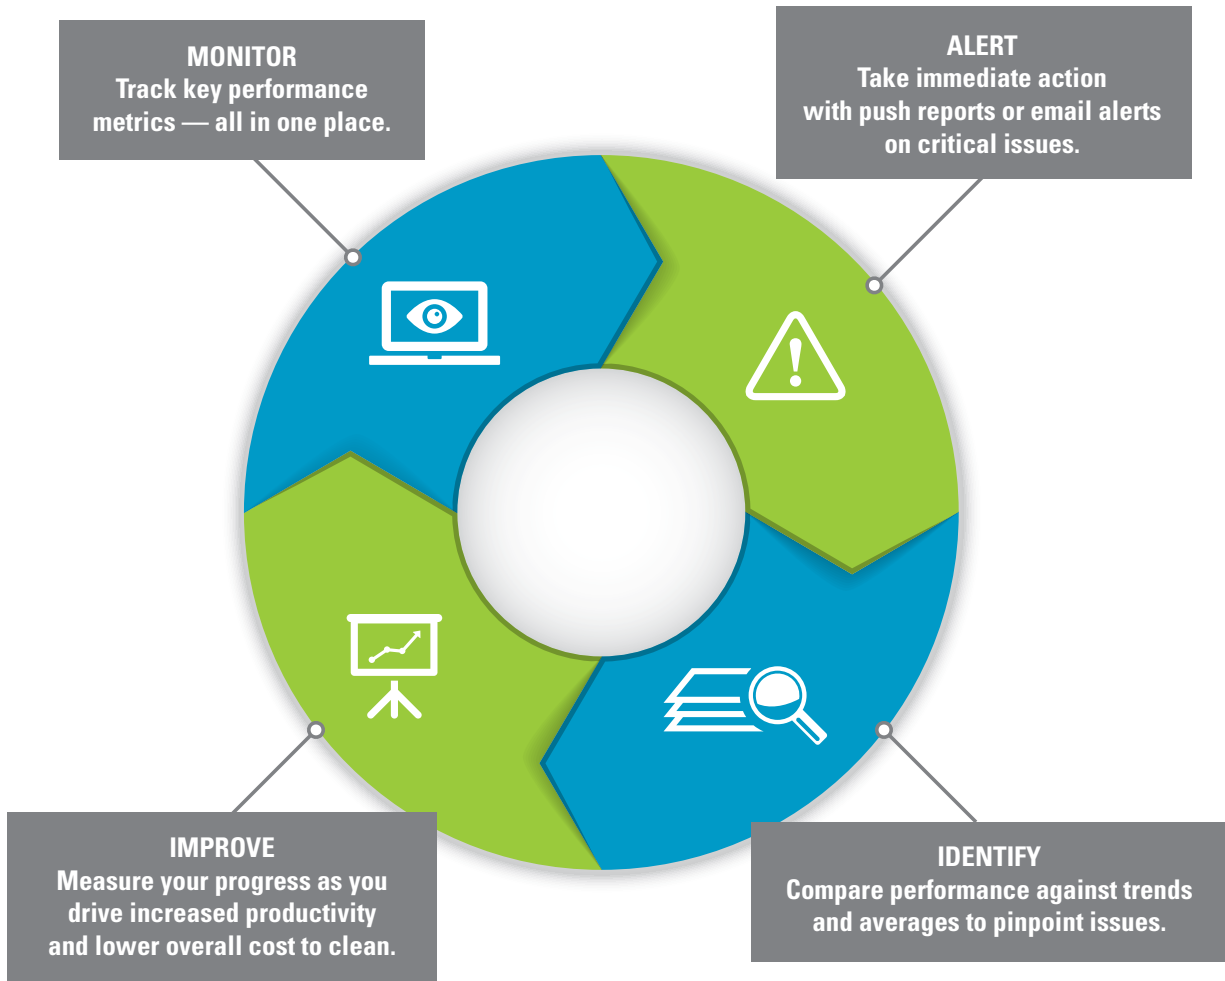 MONITOR
Track key performance
metrics — all in one place.
ALERT
Take immediate action
with push reports or email alerts
on critical issues.
IMPROVE
Measure your progress as you
drive increased productivity
and lower overall cost to clean.
IDENTIFY
Compare performance against trends
and averages to pinpoint issues.